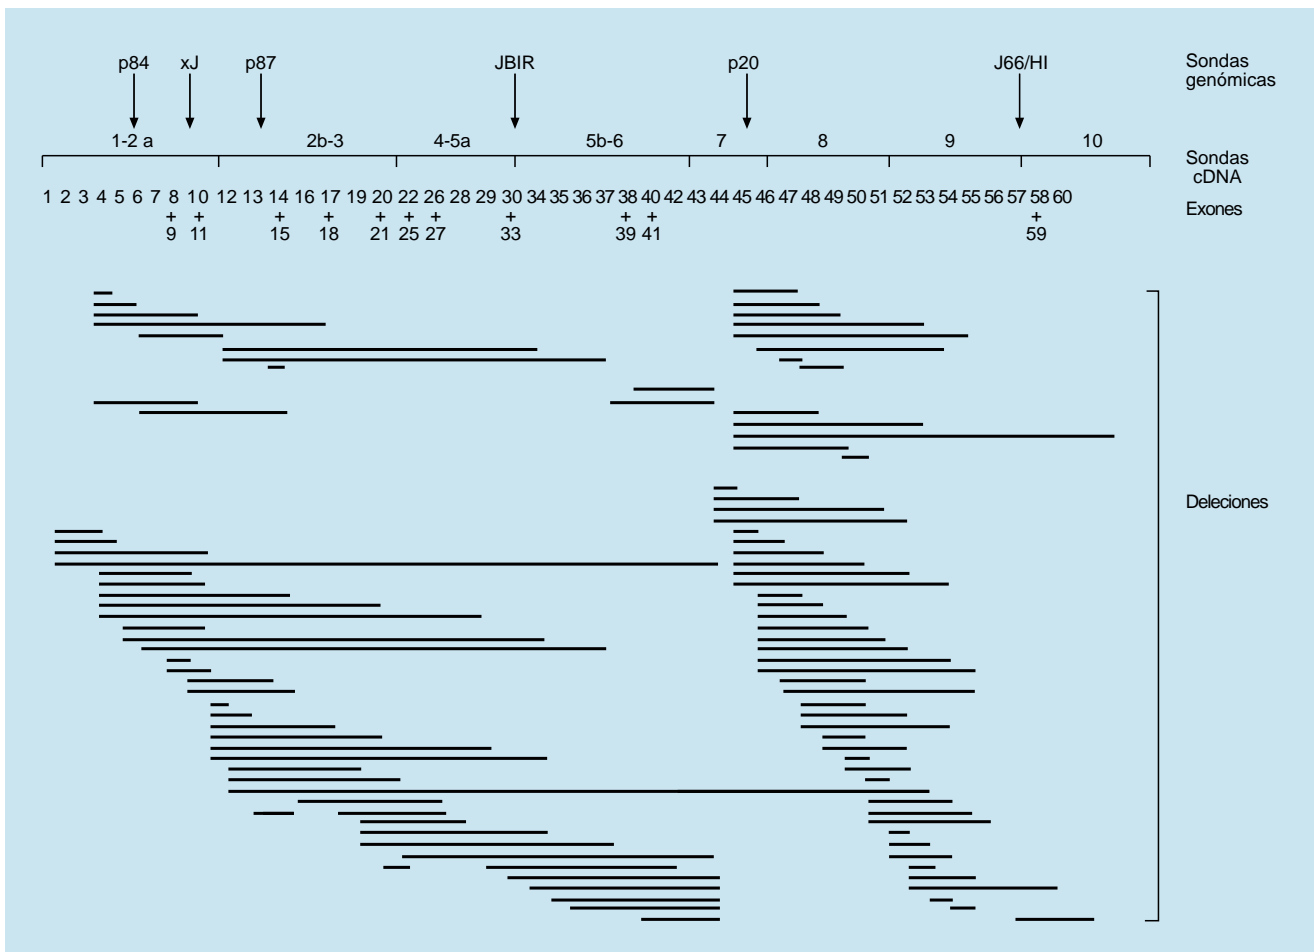 p84 xJ p87 JBIR p20 J66/HI Sondas
genómicas
1-2 a 2b-3 4-5a 5b-6 7 8 9 10
Sondas
cDNA
1 2 3 4 5 6 7 8 10 12 13 14 16 17 19 20 22 26 28 29 30 34 35 36 37 38 40 42 43 44 45 46 47 48 49 50 51 52 53 54 55 56 57 58 60 Exones
+ + + + + + + + + + +
9 11 15 18 21 25 27 33 39 41 59
Deleciones